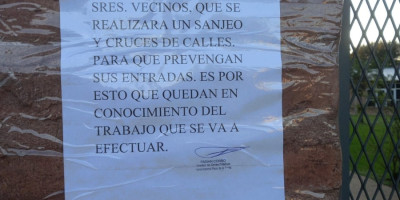 SRES. VECINOS, QUE SE
REALIZARA UN SANJEO
Y CRUCES DE CALLES,
PARA QUE PREVENGAN
SUS ENTRADAS. ES POR
ESTO QUE QUEDAN EN
CONOCIMIENTO DEL
TRABAJO QUE SE VA A
EFECTUAR.